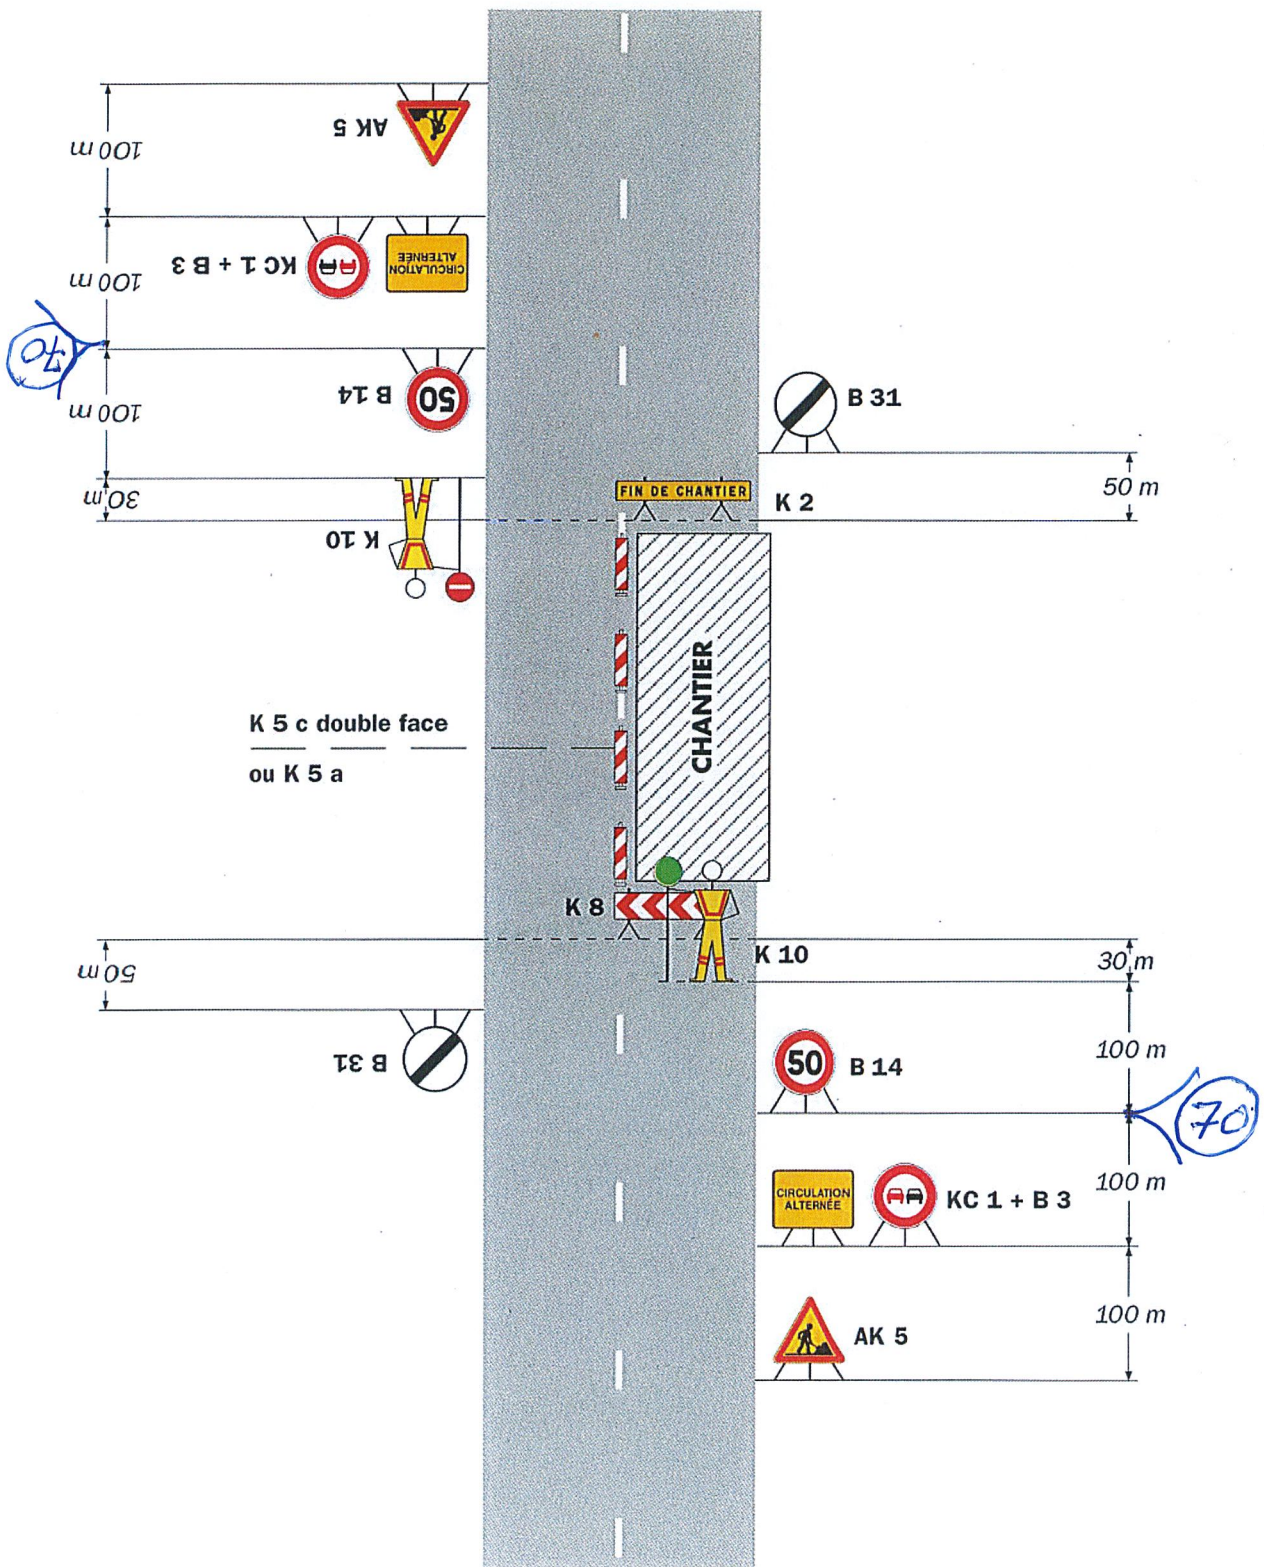 AK 5
100 m
CIRCULATION
ALTERNÉE
KC 1 + B 3
100 m
70
50
B 14
100 m
B 31
50 m
30 m
FIN DE CHANTIER
K 2
K 10
CHANTIER
K 5 c double face
ou K 5 a
K 8
K 10
30 m
50 m
B 31
100 m
50
B 14
70
CIRCULATION
ALTERNÉE
KC 1 + B 3
100 m
AK 5
100 m